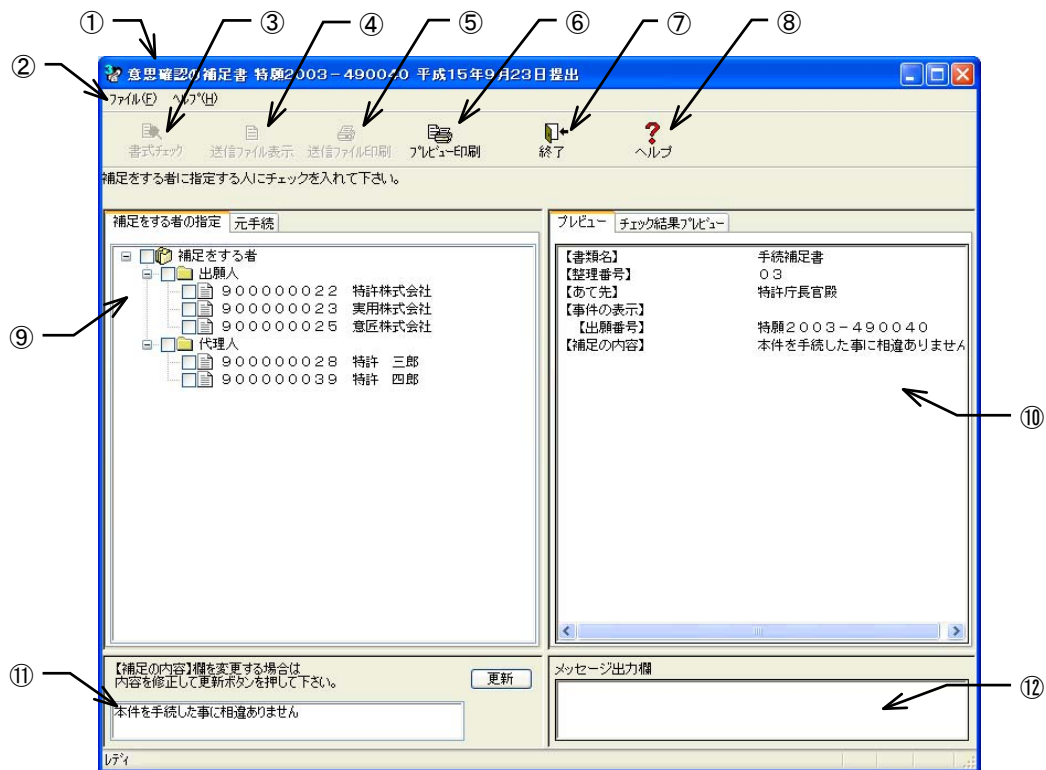 ① ③ ④ ⑤ ⑥ ⑦ ⑧
②
意思確認の補足書 特願2003-490040 平成15年9月23日提出
ファイル(F) ヘルプ(H)
書式チェック 送信ファイル表示 送信ファイル印刷 プレビュー印刷 終了 ヘルプ
補足をする者に指定する人にチェックを入れて下さい。
補足をする者の指定 元手続
補足をする者
出願人
900000022 特許株式会社
900000023 実用株式会社
900000025 意匠株式会社
代理人
900000028 特許 三郎
900000039 特許 四郎
⑨
プレビュー チェック結果プレビュー
【書類名】 手続補足書
【整理番号】 03
【あて先】 特許庁長官殿
【事件の表示】
【出願番号】 特願2003-490040
【補足の内容】 本件を手続した事に相違ありません
⑩
⑪
【補足の内容】欄を変更する場合は
内容を修正して更新ボタンを押して下さい。
更新
本件を手続した事に相違ありません
メッセージ出力欄
⑫
レディ